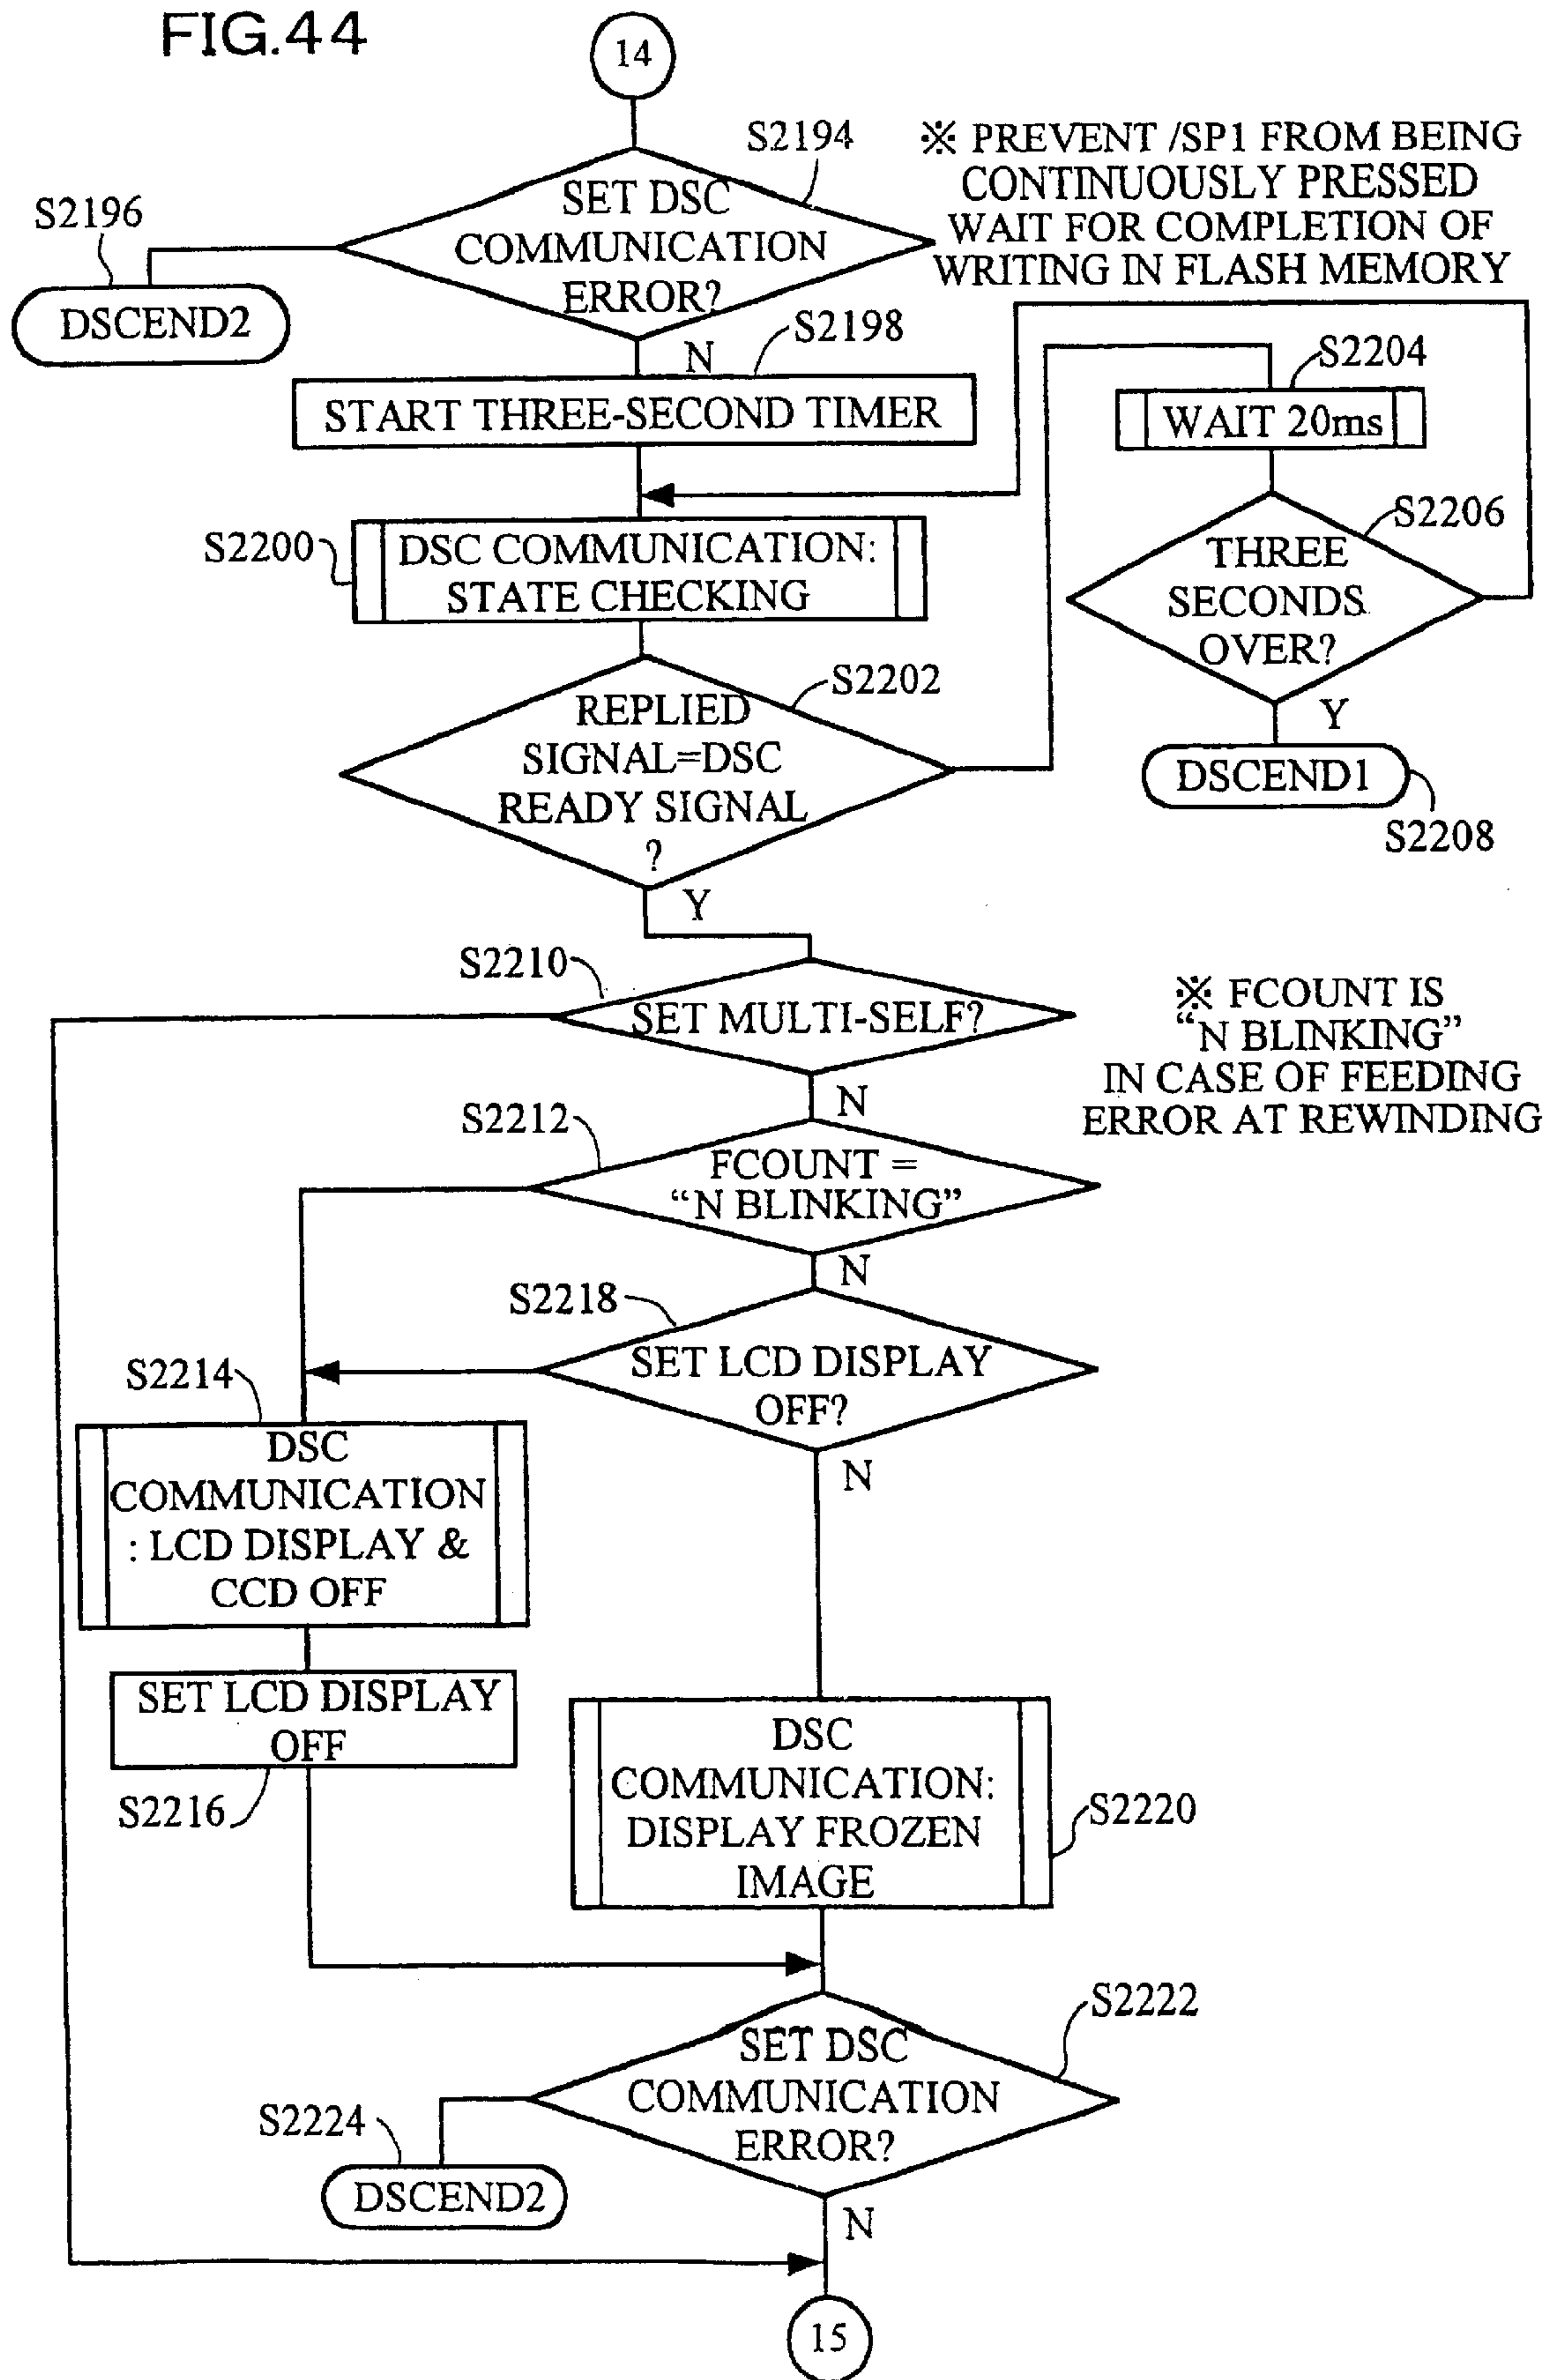 FIG.44
14
S2194
※ PREVENT /SP1 FROM BEING
CONTINUOUSLY PRESSED
WAIT FOR COMPLETION OF
WRITING IN FLASH MEMORY
SET DSC
COMMUNICATION
ERROR?
S2196
DSCEND2
N
S2198
START THREE-SECOND TIMER
S2204
WAIT 20ms
S2200
DSC COMMUNICATION:
STATE CHECKING
S2206
THREE
SECONDS
OVER?
Y
DSCEND1
S2208
S2202
REPLIED
SIGNAL=DSC
READY SIGNAL
?
Y
S2210
SET MULTI-SELF?
※ FCOUNT IS
“N BLINKING”
IN CASE OF FEEDING
ERROR AT REWINDING
N
S2212
FCOUNT =
“N BLINKING”
N
S2218
SET LCD DISPLAY
OFF?
N
S2214
DSC
COMMUNICATION
: LCD DISPLAY &
CCD OFF
SET LCD DISPLAY
OFF
S2216
DSC
COMMUNICATION:
DISPLAY FROZEN
IMAGE
S2220
S2222
SET DSC
COMMUNICATION
ERROR?
S2224
DSCEND2
N
15